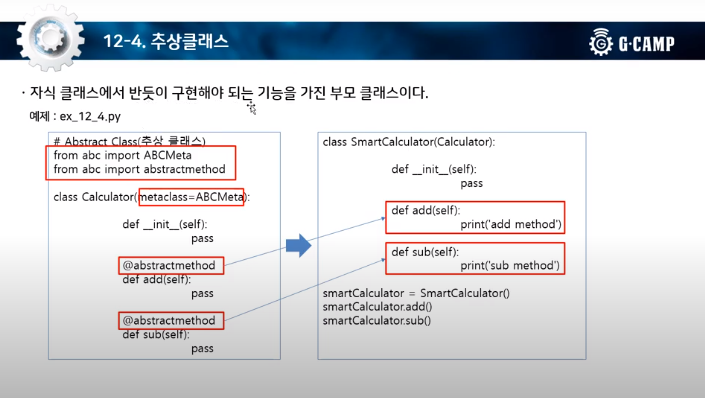 12-4. 추상클래스
G·CAMP
· 자식 클래스에서 반듯이 구현해야 되는 기능을 가진 부모 클래스이다.
예제 : ex_12_4.py
# Abstract Class(추상 클래스)
from abc import ABCMeta
from abc import abstractmethod
class Calculator(metaclass=ABCMeta):
def __init__(self):
pass
@abstractmethod
def add(self):
pass
@abstractmethod
def sub(self):
pass
class SmartCalculator(Calculator):
def __init__(self):
pass
def add(self):
print('add method')
def sub(self):
print('sub method')
smartCalculator = SmartCalculator()
smartCalculator.add()
smartCalculator.sub()